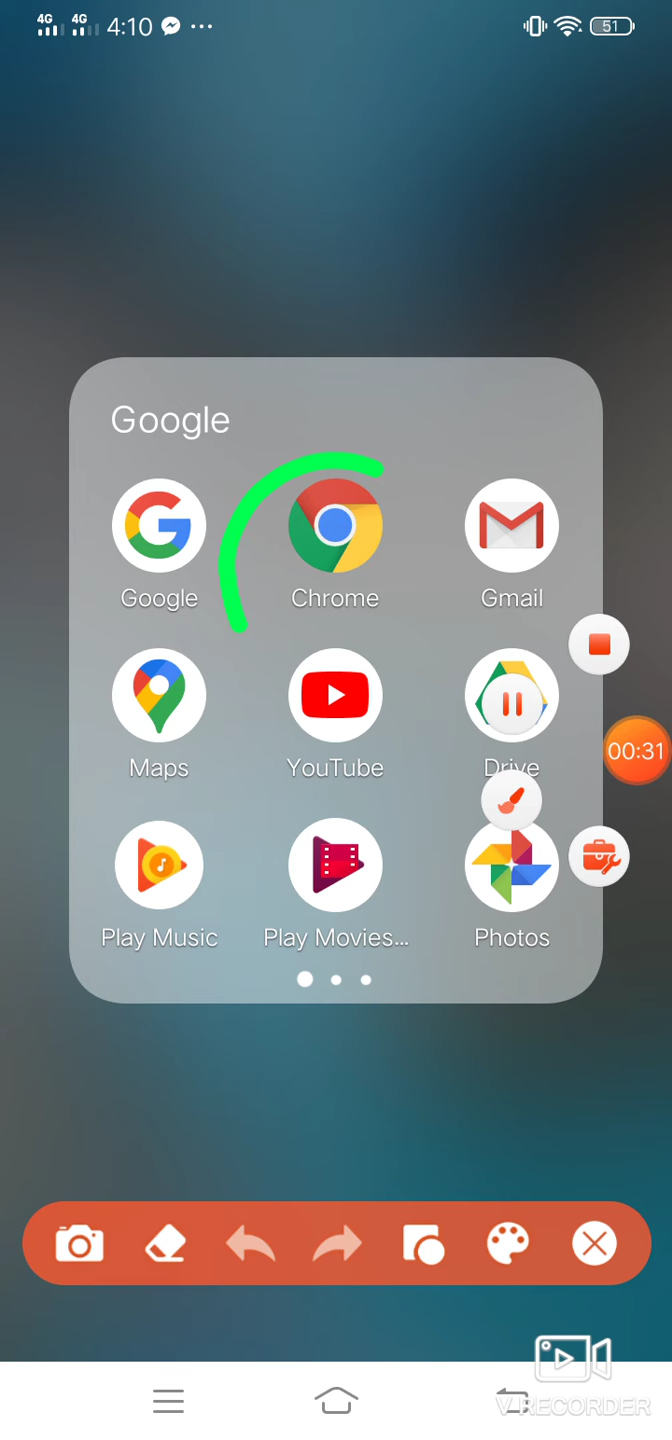 4G 4G 4:10 51
Google
Google Chrome Gmail
Maps YouTube Drive
00:31
Play Music Play Movies... Photos
V RECORDER